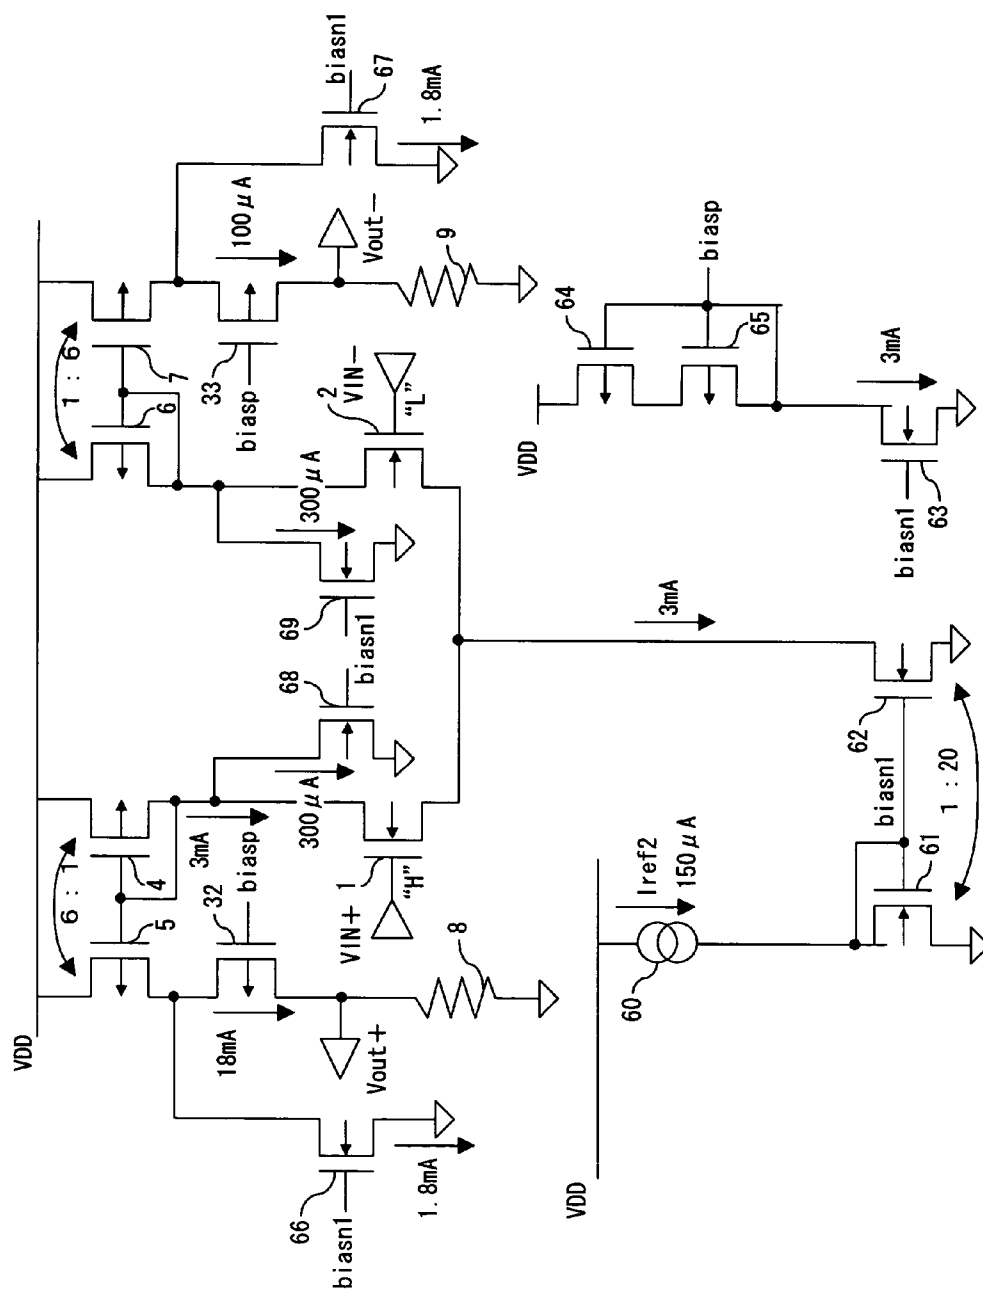 VDD
6 : 1
1 : 6
5
4
6
7
3mA
32
biasp
18mA
33
biasp
100μA
300μA
300μA
68
biasn1
69
biasn1
1
VIN+
"H"
2
VIN-
"L"
Vout+
8
Vout-
9
66
biasn1
1.8mA
67
biasn1
1.8mA
3mA
VDD
64
65
biasp
3mA
biasn1
63
VDD
60
Iref2
150μA
biasn1
61
62
1 : 20